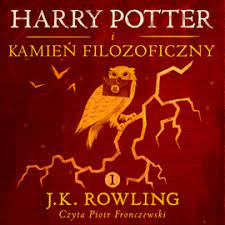 HARRY POTTER
i
KAMIEŃ FILOZOFICZNY
1
J.K. ROWLING
Czyta Piotr Fronczewski